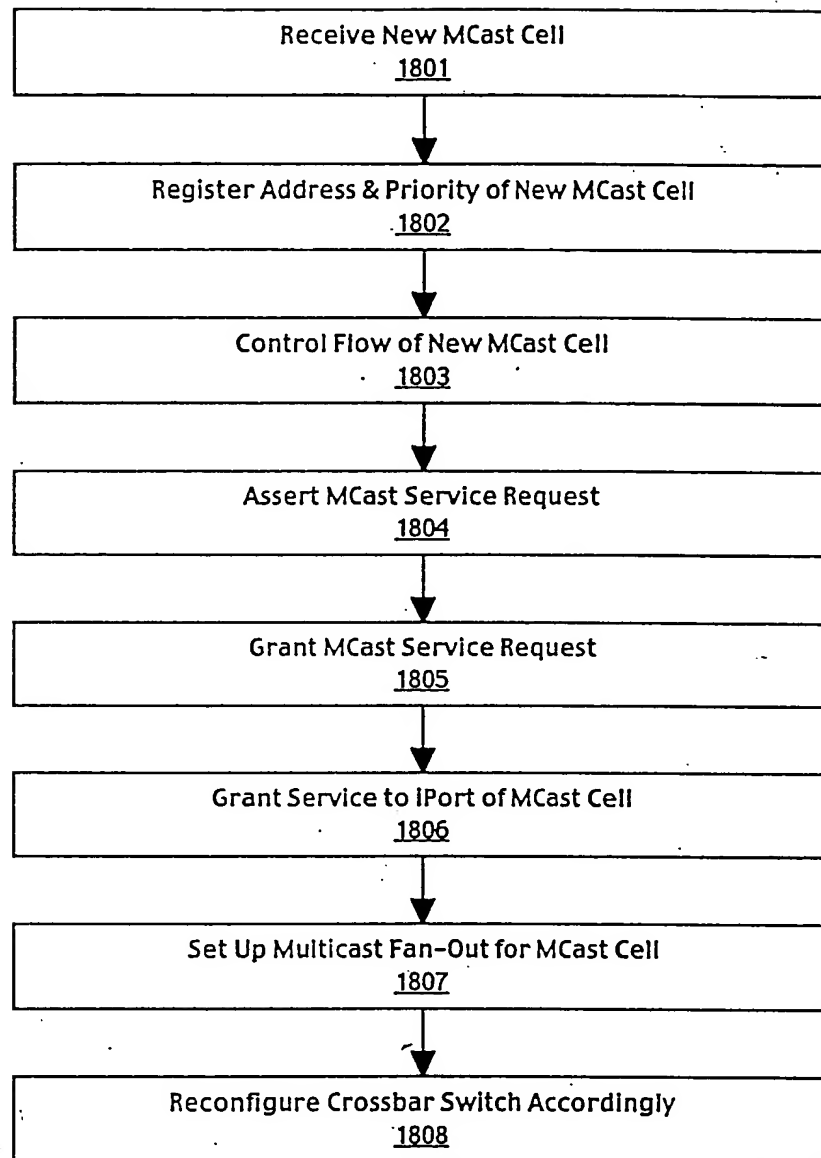 Receive New MCast Cell
1801
Register Address & Priority of New MCast Cell
1802
Control Flow of New MCast Cell
1803
Assert MCast Service Request
1804
Grant MCast Service Request
1805
Grant Service to IPort of MCast Cell
1806
Set Up Multicast Fan-Out for MCast Cell
1807
Reconfigure Crossbar Switch Accordingly
1808